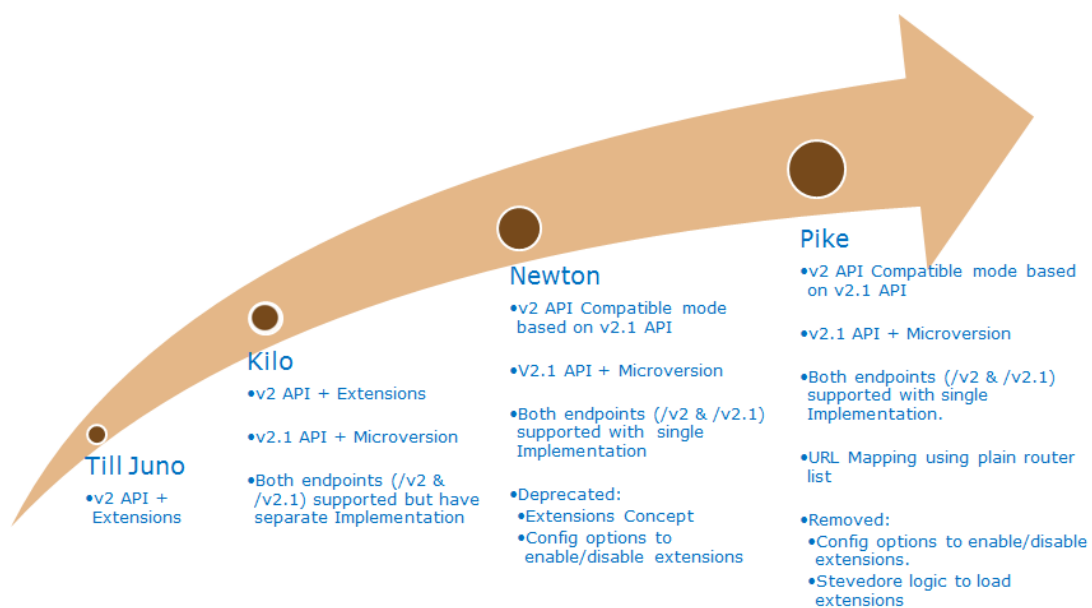 Till Juno
•v2 API +
Extensions
Kilo
•v2 API + Extensions
•v2.1 API + Microversion
•Both endpoints (/v2 &
/v2.1) supported but have
separate Implementation
Newton
•v2 API Compatible mode
based on v2.1 API
•V2.1 API + Microversion
•Both endpoints (/v2 & /v2.1)
supported with single
Implementation
•Deprecated:
•Extensions Concept
•Config options to
enable/disable extensions
Pike
•v2 API Compatible mode based
on v2.1 API
•v2.1 API + Microversion
•Both endpoints (/v2 & /v2.1)
supported with single
Implementation.
•URL Mapping using plain router
list
•Removed:
•Config options to enable/disable
extensions.
•Stevedore logic to load
extensions